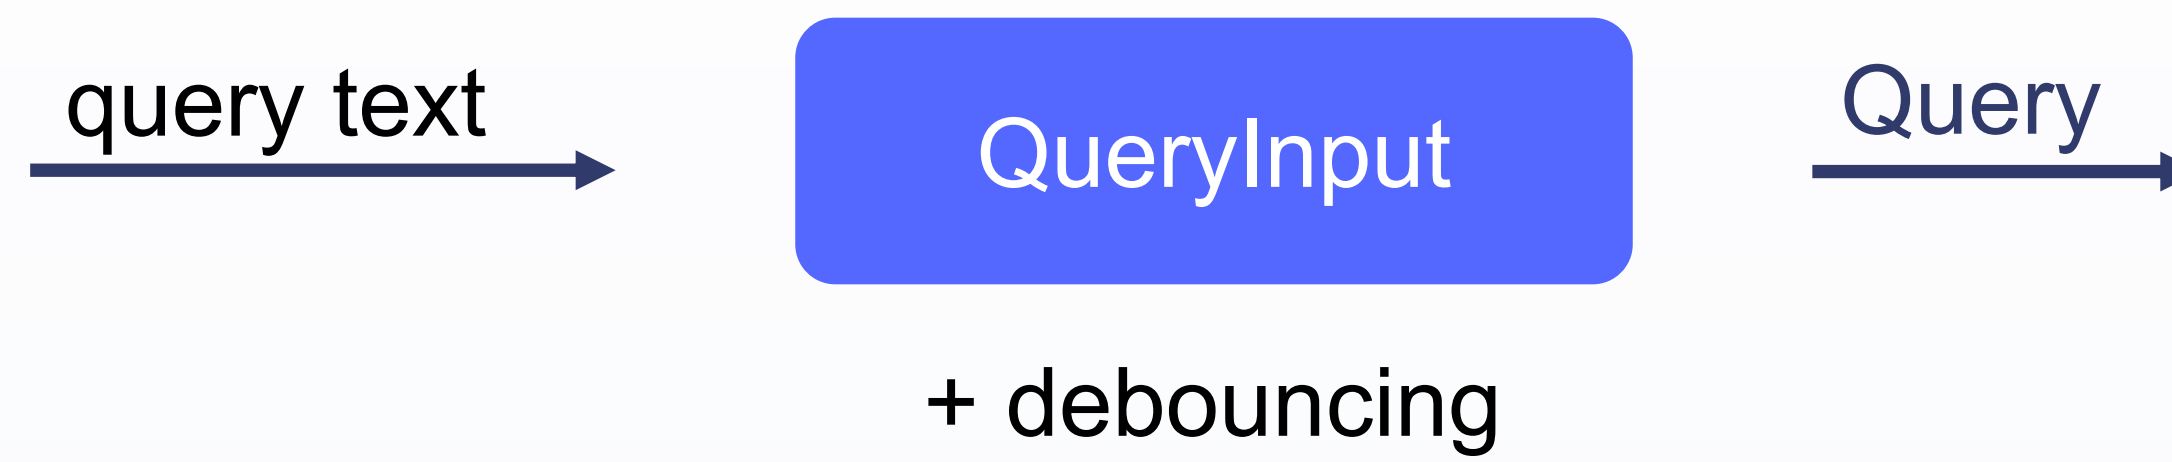 query text
QueryInput
Query
+ debouncing